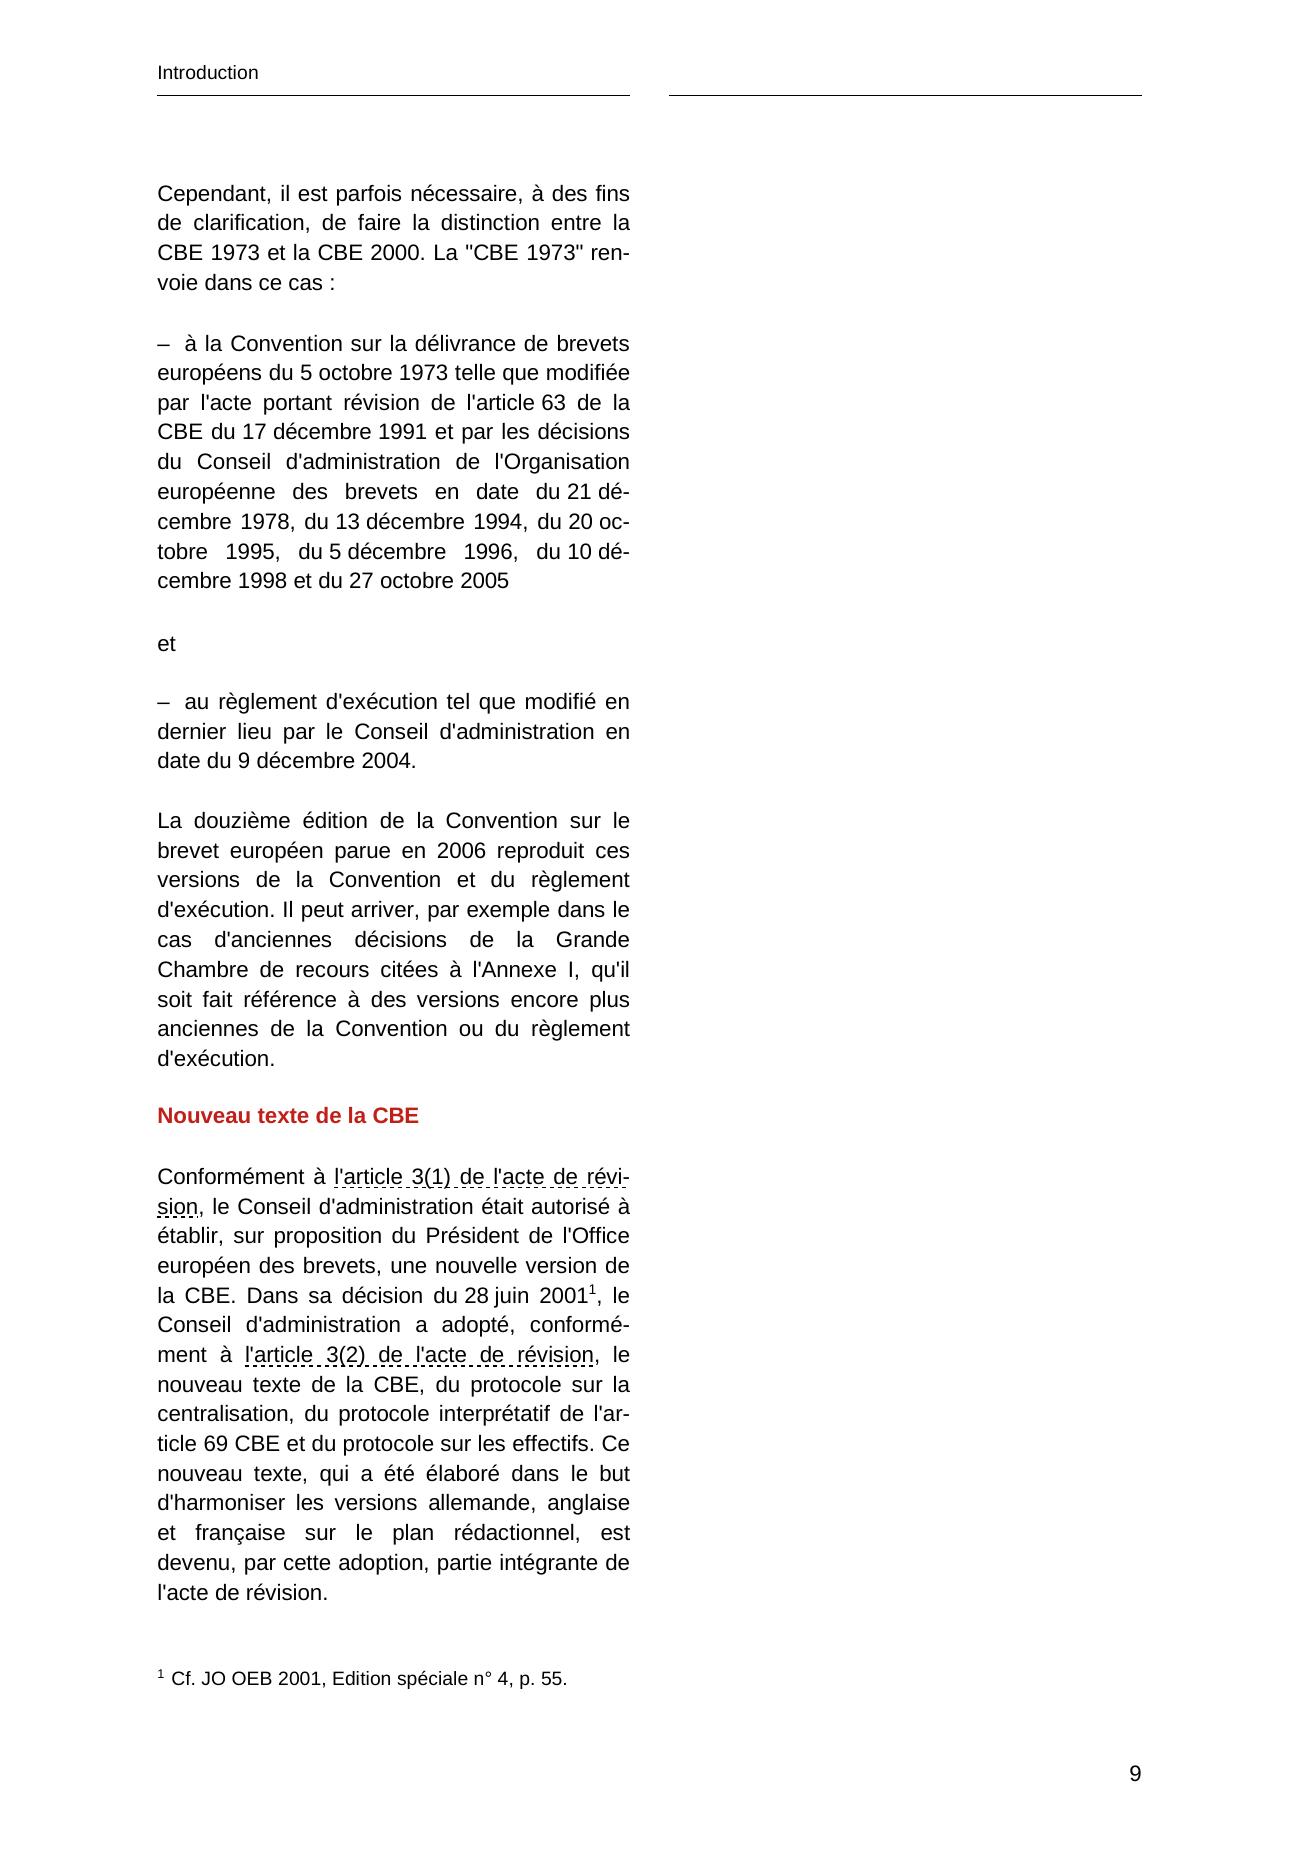 Introduction
Cependant, il est parfois nécessaire, à des fins
de clarification, de faire la distinction entre la
CBE 1973 et la CBE 2000. La "CBE 1973" ren-
voie dans ce cas :
– à la Convention sur la délivrance de brevets
européens du 5 octobre 1973 telle que modifiée
par l'acte portant révision de l'article 63 de la
CBE du 17 décembre 1991 et par les décisions
du Conseil d'administration de l'Organisation
européenne des brevets en date du 21 dé-
cembre 1978, du 13 décembre 1994, du 20 oc-
tobre 1995, du 5 décembre 1996, du 10 dé-
cembre 1998 et du 27 octobre 2005
et
– au règlement d'exécution tel que modifié en
dernier lieu par le Conseil d'administration en
date du 9 décembre 2004.
La douzième édition de la Convention sur le
brevet européen parue en 2006 reproduit ces
versions de la Convention et du règlement
d'exécution. Il peut arriver, par exemple dans le
cas d'anciennes décisions de la Grande
Chambre de recours citées à l'Annexe I, qu'il
soit fait référence à des versions encore plus
anciennes de la Convention ou du règlement
d'exécution.
Nouveau texte de la CBE
Conformément à l'article 3(1) de l'acte de révi-
sion, le Conseil d'administration était autorisé à
établir, sur proposition du Président de l'Office
européen des brevets, une nouvelle version de
la CBE. Dans sa décision du 28 juin 2001¹, le
Conseil d'administration a adopté, conformé-
ment à l'article 3(2) de l'acte de révision, le
nouveau texte de la CBE, du protocole sur la
centralisation, du protocole interprétatif de l'ar-
ticle 69 CBE et du protocole sur les effectifs. Ce
nouveau texte, qui a été élaboré dans le but
d'harmoniser les versions allemande, anglaise
et française sur le plan rédactionnel, est
devenu, par cette adoption, partie intégrante de
l'acte de révision.
¹ Cf. JO OEB 2001, Edition spéciale n° 4, p. 55.
9